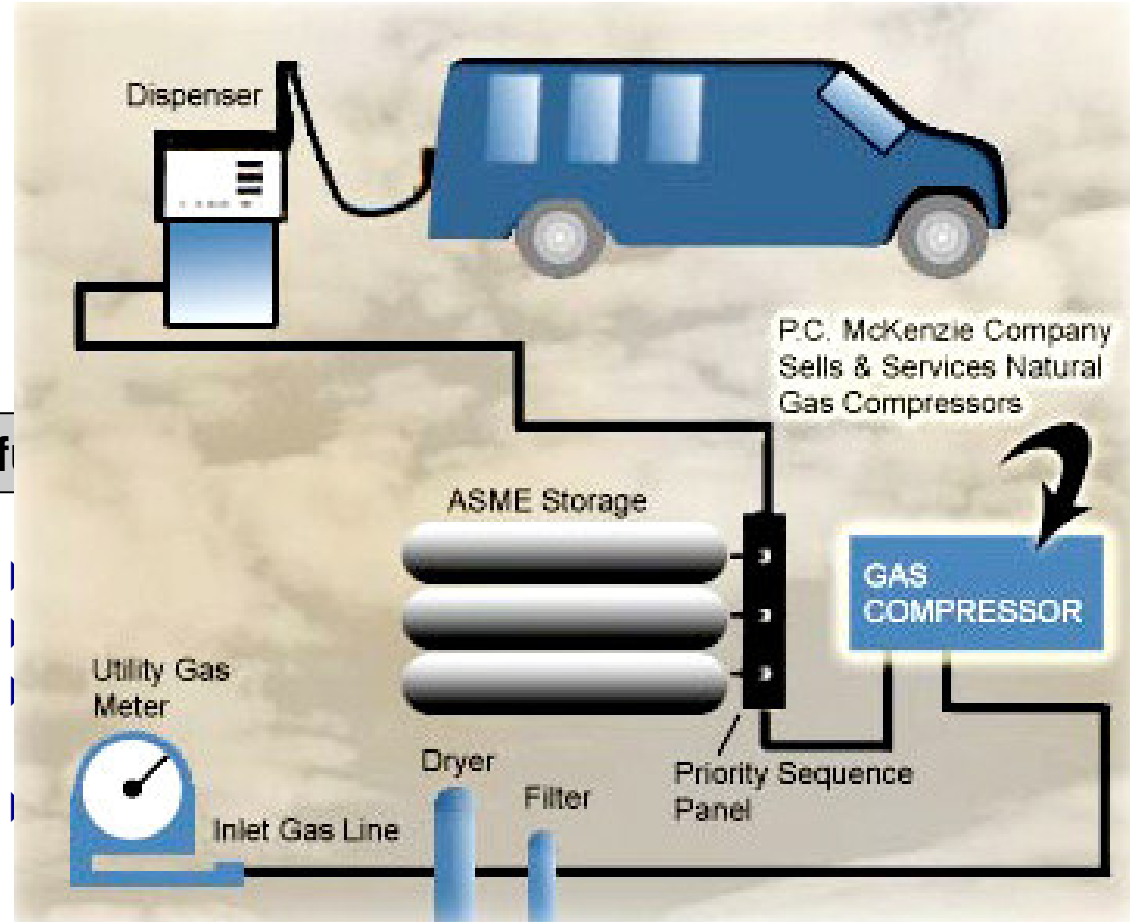 Dispenser
P.C. McKenzie Company
Sells & Services Natural
Gas Compressors
ASME Storage
GAS
COMPRESSOR
Utility Gas
Meter
Dryer
Filter
Priority Sequence
Panel
Inlet Gas Line